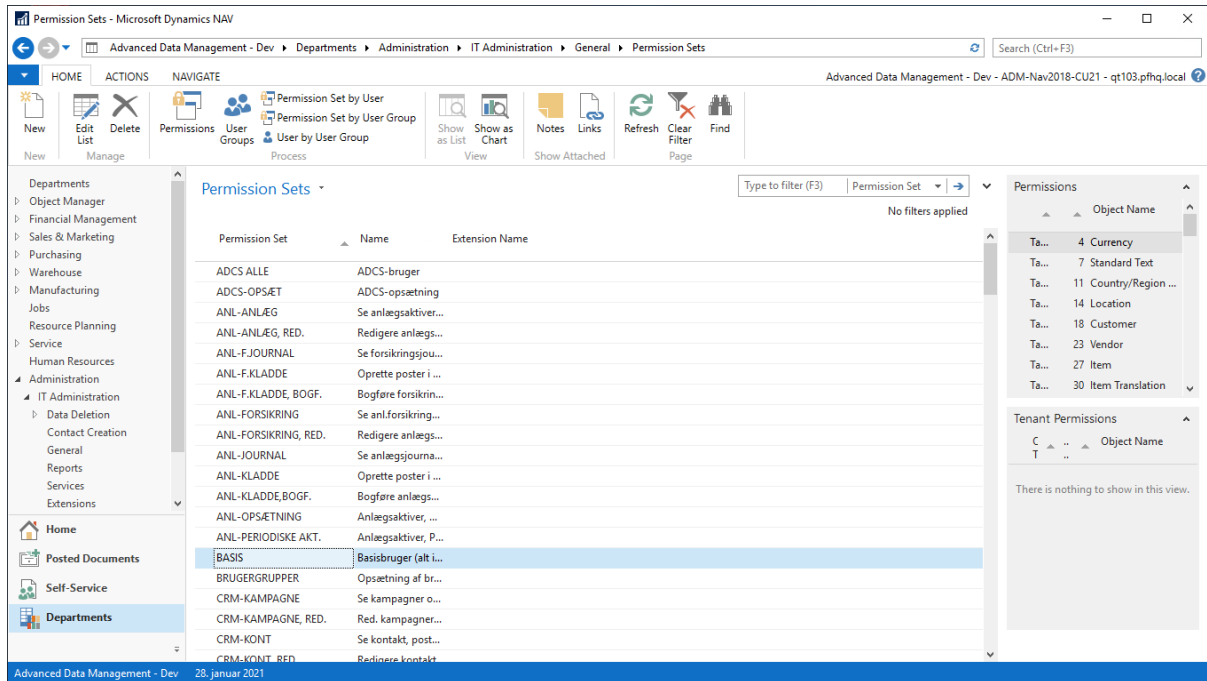 Permission Sets - Microsoft Dynamics NAV
Advanced Data Management - Dev Departments Administration IT Administration General Permission Sets
Search (Ctrl+F3)
HOME ACTIONS NAVIGATE
Advanced Data Management - Dev - ADM-Nav2018-CU21 - qt103.pfhq.local
New
New
Edit List
Delete
Manage
Permissions
User Groups
Permission Set by User
Permission Set by User Group
User by User Group
Process
Show as List
Show as Chart
View
Notes
Links
Show Attached
Refresh
Clear Filter
Find
Page
Departments
Object Manager
Financial Management
Sales & Marketing
Purchasing
Warehouse
Manufacturing
Jobs
Resource Planning
Service
Human Resources
Administration
IT Administration
Data Deletion
Contact Creation
General
Reports
Services
Extensions
Home
Posted Documents
Self-Service
Departments
Permission Sets
Type to filter (F3) Permission Set
No filters applied
Permission Set Name Extension Name
ADCS ALLE ADCS-bruger
ADCS-OPSÆT ADCS-opsætning
ANL-ANLÆG Se anlægsaktiver...
ANL-ANLÆG, RED. Redigere anlægs...
ANL-F.JOURNAL Se forsikringsjou...
ANL-F.KLADDE Oprette poster i ...
ANL-F.KLADDE, BOGF. Bogføre forsikrin...
ANL-FORSIKRING Se anl.forsikring...
ANL-FORSIKRING, RED. Redigere anlægs...
ANL-JOURNAL Se anlægsjourna...
ANL-KLADDE Oprette poster i ...
ANL-KLADDE,BOGF. Bogføre anlægs...
ANL-OPSÆTNING Anlægsaktiver, ...
ANL-PERIODISKE AKT. Anlægsaktiver, P...
BASIS Basisbruger (alt i...
BRUGERGRUPPER Opsætning af br...
CRM-KAMPAGNE Se kampagner o...
CRM-KAMPAGNE, RED. Red. kampagner...
CRM-KONT Se kontakt, post...
CRM-KONT, RED Redigere kontakt
Permissions
Object Name
Ta... 4 Currency
Ta... 7 Standard Text
Ta... 11 Country/Region ...
Ta... 14 Location
Ta... 18 Customer
Ta... 23 Vendor
Ta... 27 Item
Ta... 30 Item Translation
Tenant Permissions
C T .. .. Object Name
There is nothing to show in this view.
Advanced Data Management - Dev 28. januar 2021